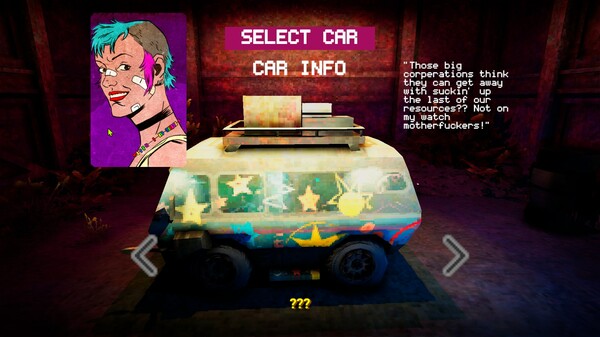 SELECT CAR
CAR INFO
"Those big
corperations think
they can get away
with suckin' up
the last of our
resources?? Not on
my watch
motherfuckers!"
???